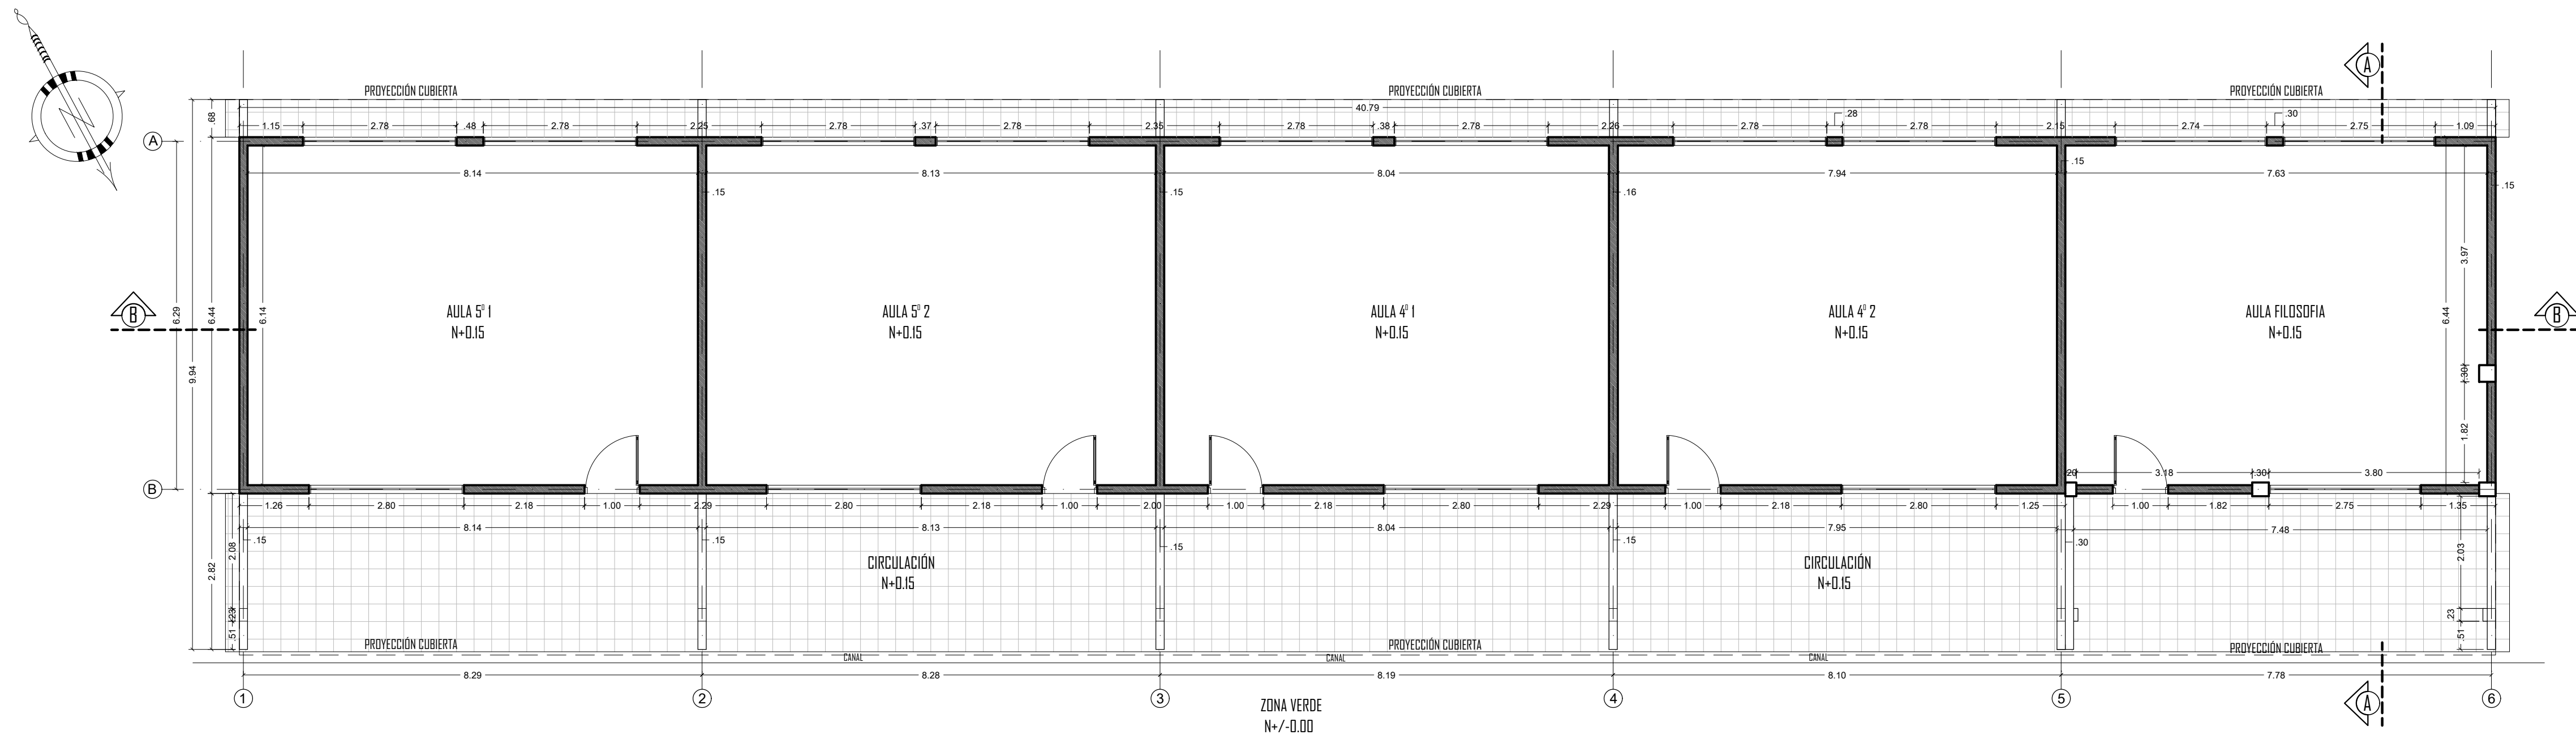 PROYECCIÓN CUBIERTA PROYECCIÓN CUBIERTA PROYECCIÓN CUBIERTA
A
40.79
.68
1.15 2.78 .48 2.78 2.25 2.78 .37 2.78 2.35 2.78 .38 2.78 2.26 2.78 .28 2.78 2.15 2.74 .30 2.75 1.09
A
8.14 8.13 8.04 7.94 7.63
.15 .15 .16 .15 .15
3.97
6.29 6.44 6.14 6.44
9.94
B B
AULA 5º 1
N+0.15
AULA 5º 2
N+0.15
AULA 4º 1
N+0.15
AULA 4º 2
N+0.15
AULA FILOSOFIA
N+0.15
.30
1.82
.20 3.18 .30 3.80
B
1.26 2.80 2.18 1.00 2.29 2.80 2.18 1.00 2.00 1.00 2.18 2.80 2.29 1.00 2.18 2.80 1.25 1.00 1.82 2.75 1.35
8.14 8.13 8.04 7.95 7.48
.15 .15 .15 .15 .30
2.08 2.03
2.82
CIRCULACIÓN
N+0.15
CIRCULACIÓN
N+0.15
.23 .23
.51 .51
PROYECCIÓN CUBIERTA PROYECCIÓN CUBIERTA PROYECCIÓN CUBIERTA
CANAL CANAL CANAL
8.29 8.28 8.19 8.10 7.78
1 2 3 4 5 6
A
ZONA VERDE
N+/-0.00